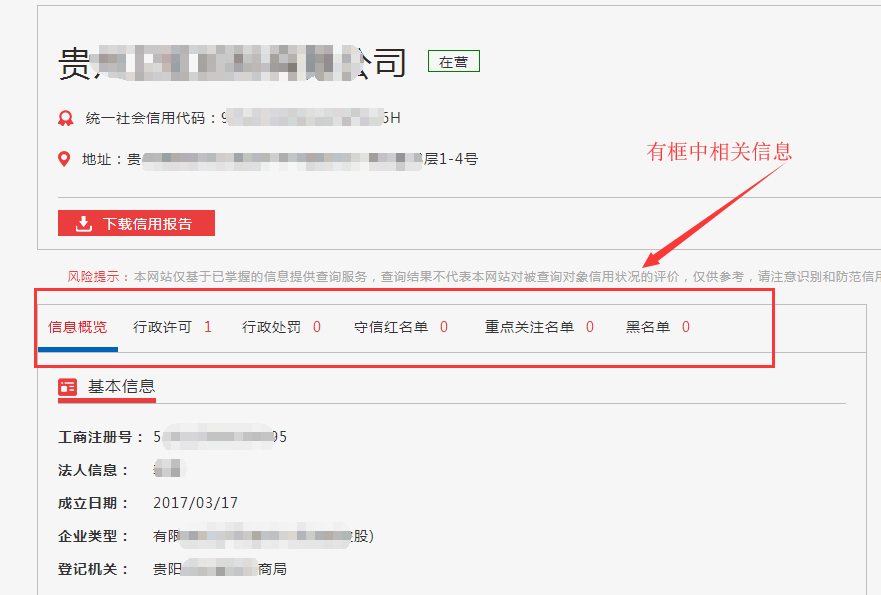 贵 公司 在营
统一社会信用代码：9 5H
地址：贵 层1-4号
有框中相关信息
下载信用报告
风险提示：本网站仅基于已掌握的信息提供查询服务，查询结果不代表本网站对被查询对象信用状况的评价，仅供参考，请注意识别和防范信用
信息概览 行政许可 1 行政处罚 0 守信红名单 0 重点关注名单 0 黑名单 0
基本信息
工商注册号： 5 95
法人信息：
成立日期： 2017/03/17
企业类型： 有限 股)
登记机关： 贵阳 商局